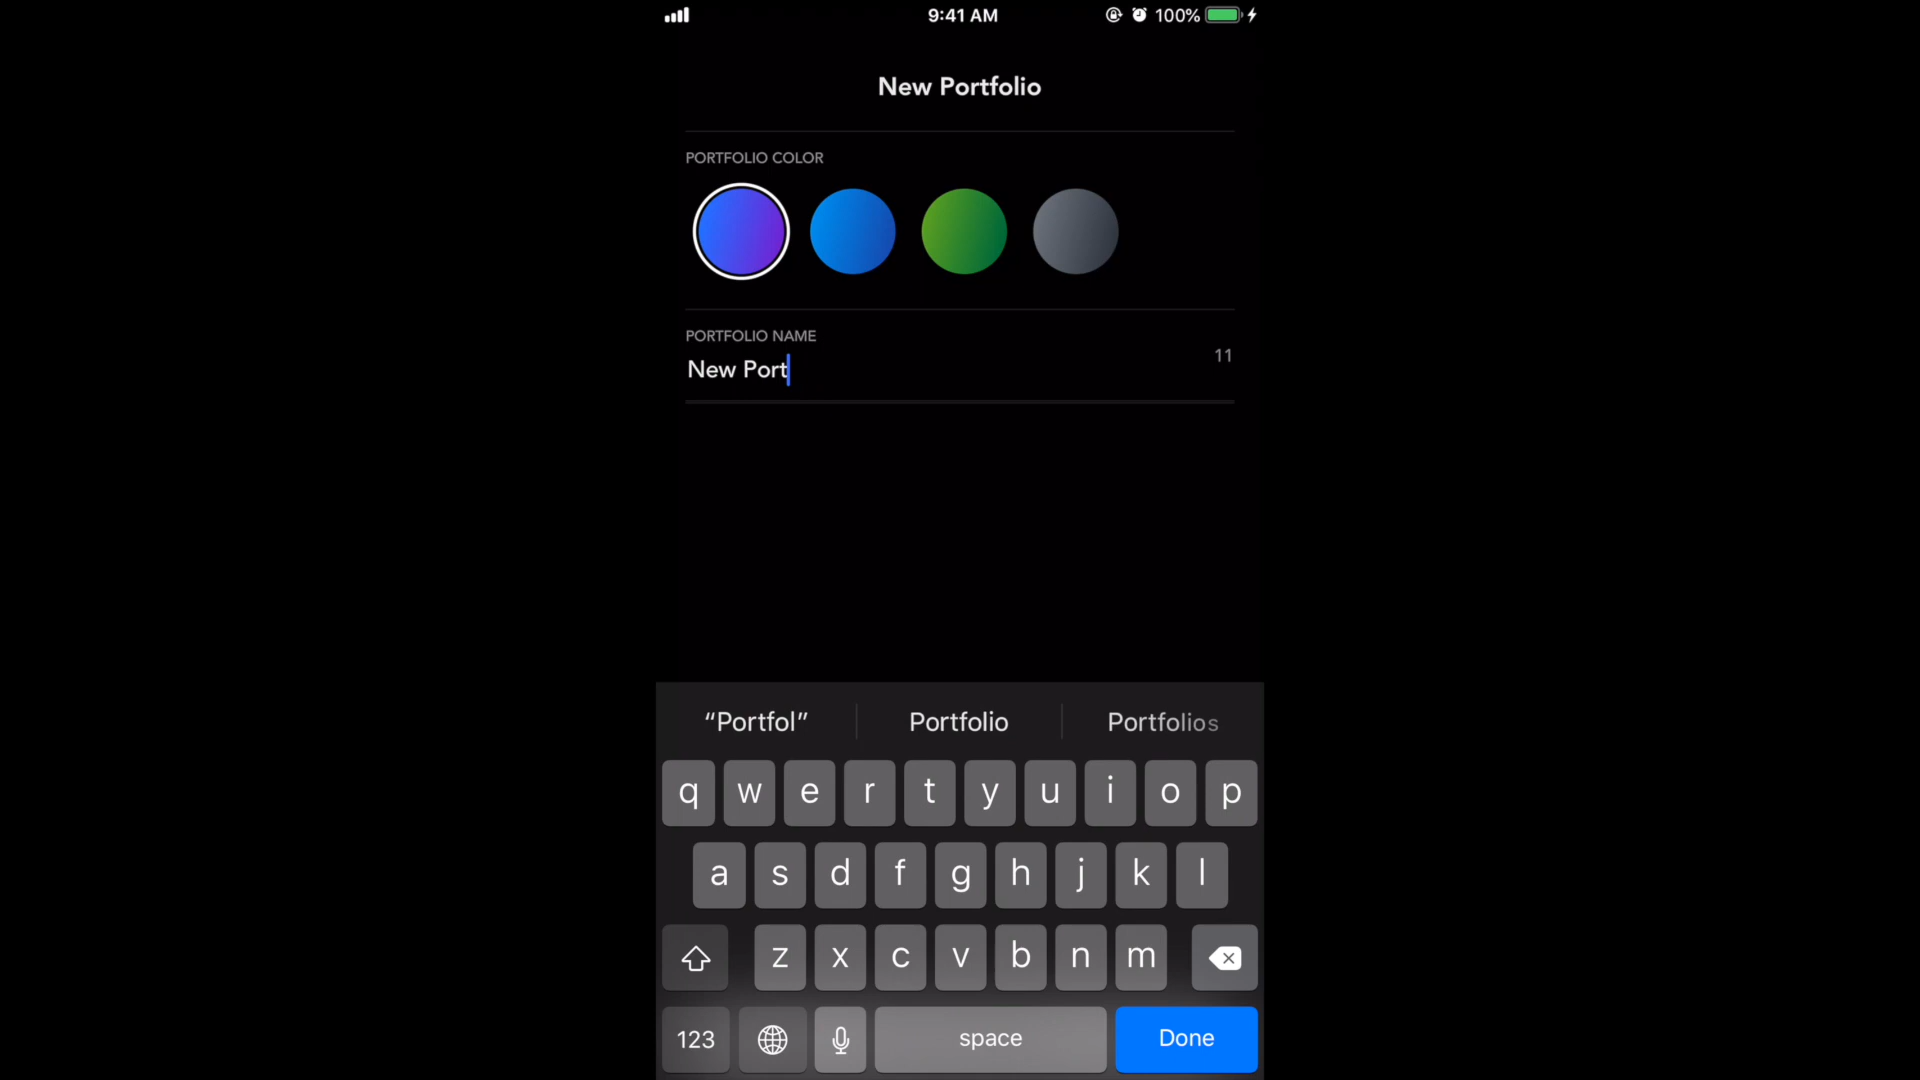 9:41 AM
100%
New Portfolio
PORTFOLIO COLOR
PORTFOLIO NAME
11
New Port
“Portfol”
Portfolio
Portfolios
q w e r t y u i o p
a s d f g h j k l
z x c v b n m
123
space
Done